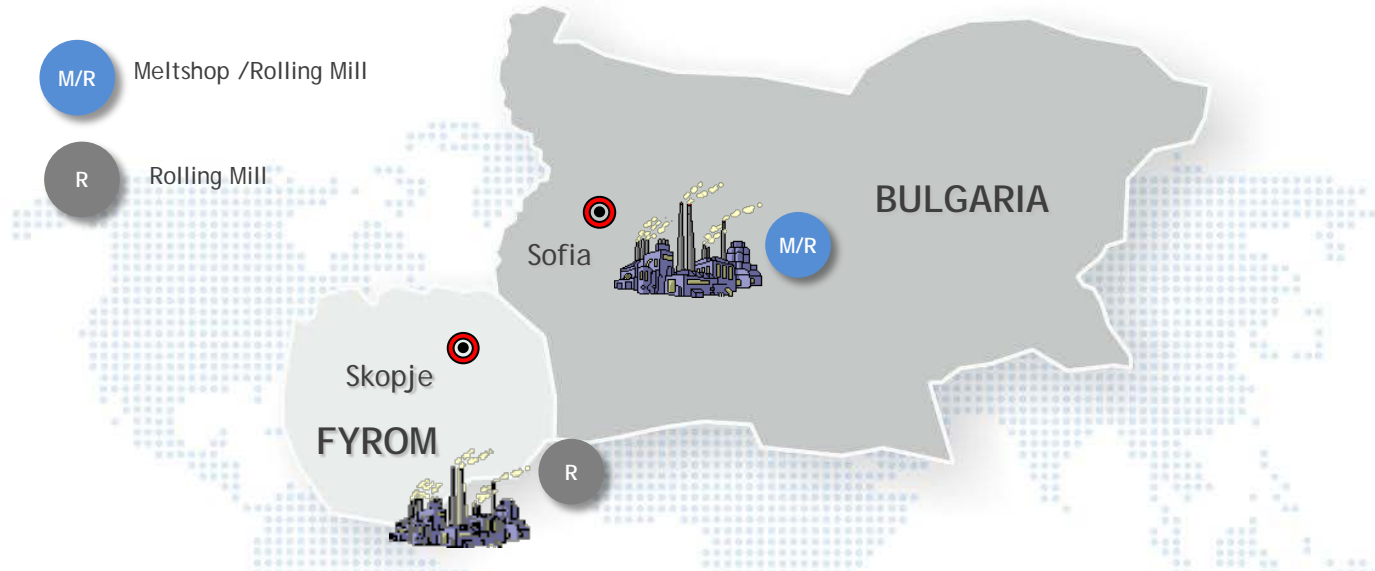 M/R
Meltshop /Rolling Mill
R
Rolling Mill
BULGARIA
Sofia
M/R
Skopje
FYROM
R